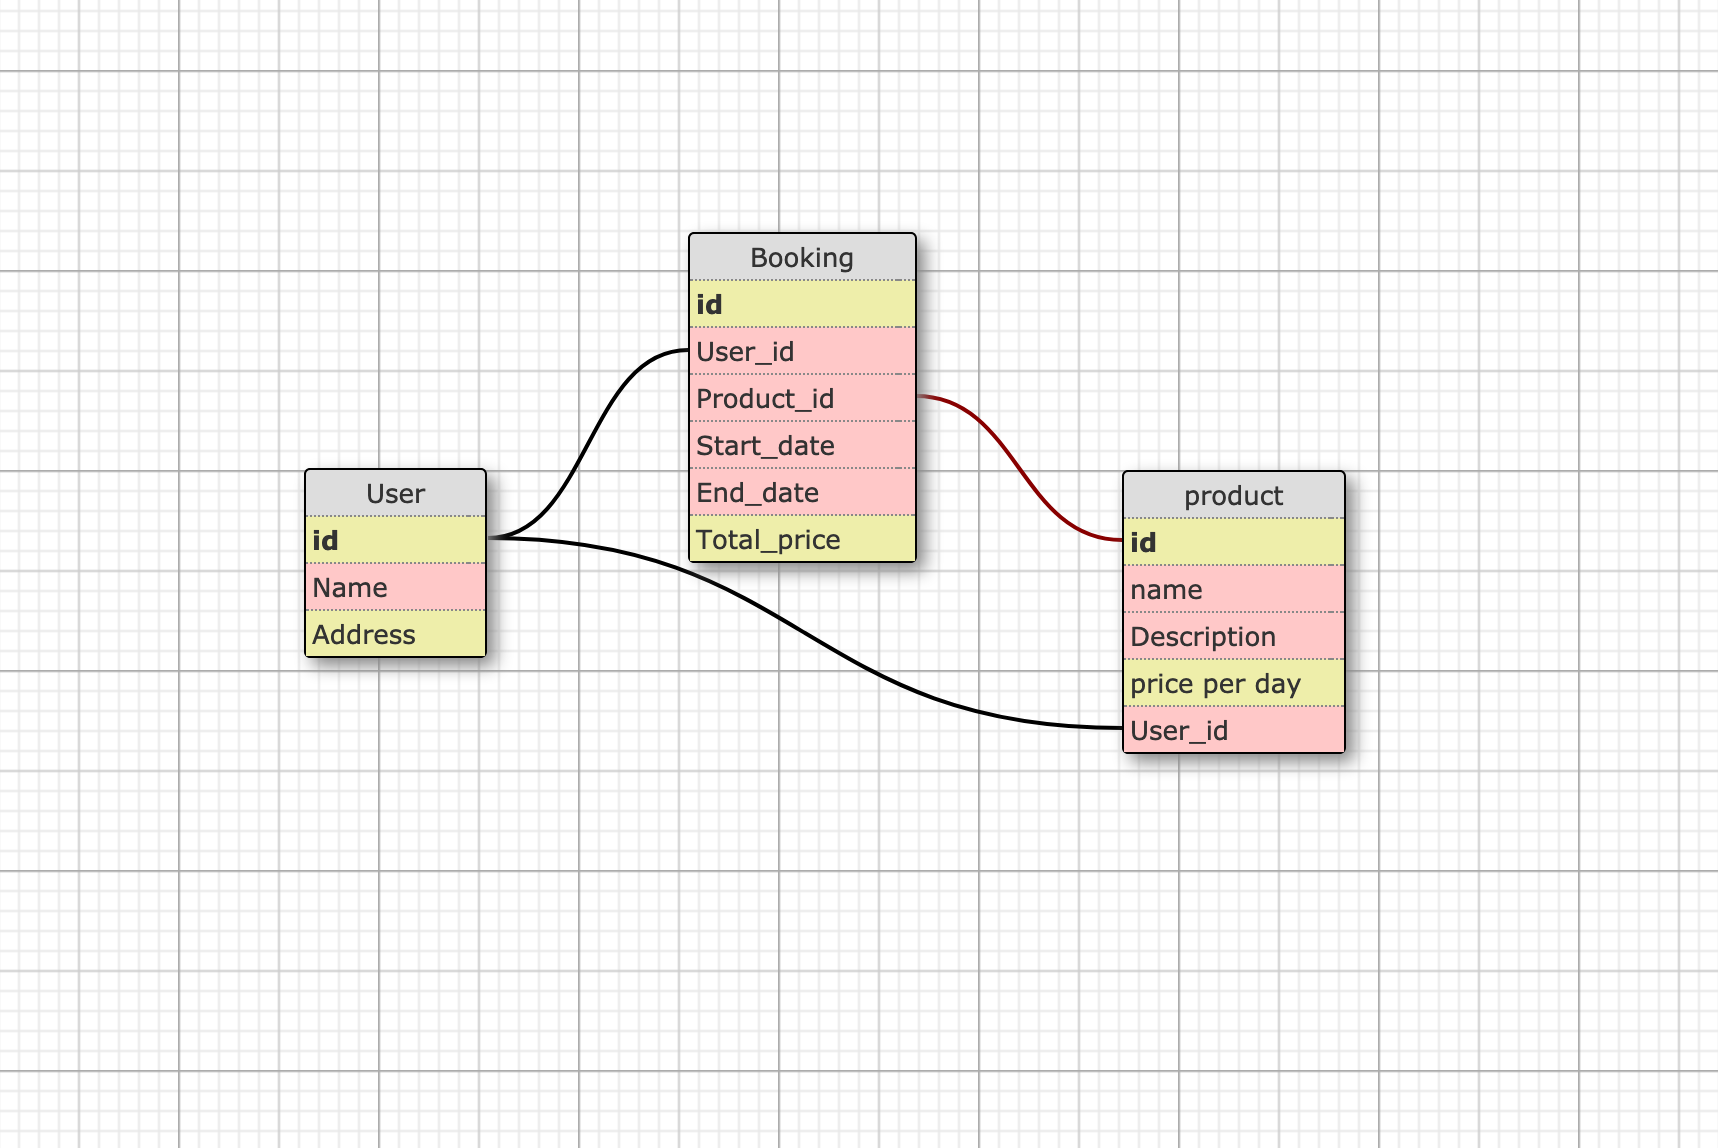 Booking
id
User_id
Product_id
Start_date
End_date
Total_price
User
id
Name
Address
product
id
name
Description
price per day
User_id